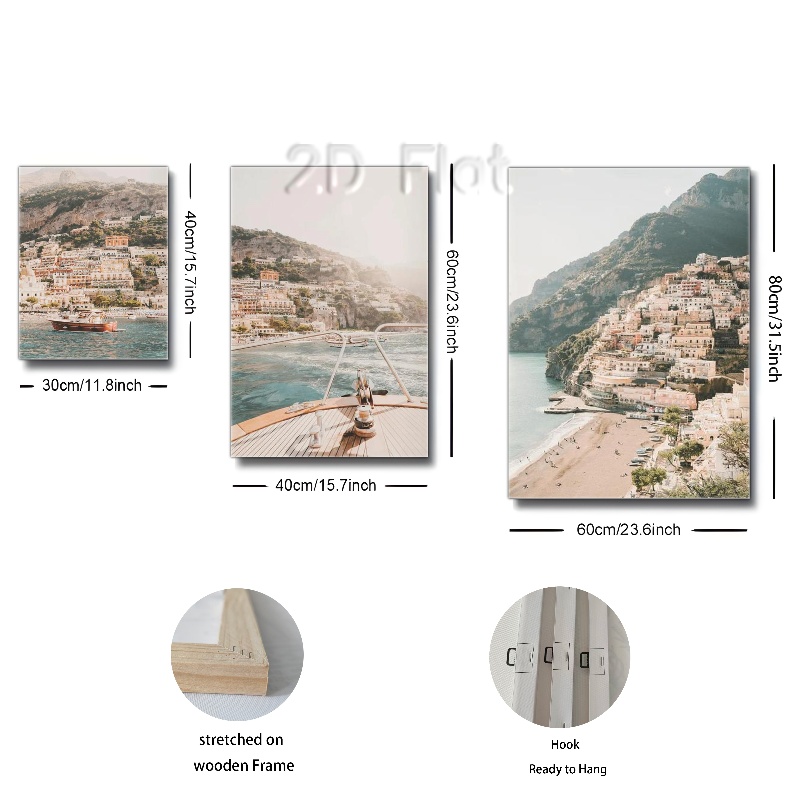 2D Flat
40cm/15.7inch
30cm/11.8inch
60cm/23.6inch
40cm/15.7inch
80cm/31.5inch
60cm/23.6inch
stretched on
wooden Frame
Hook
Ready to Hang